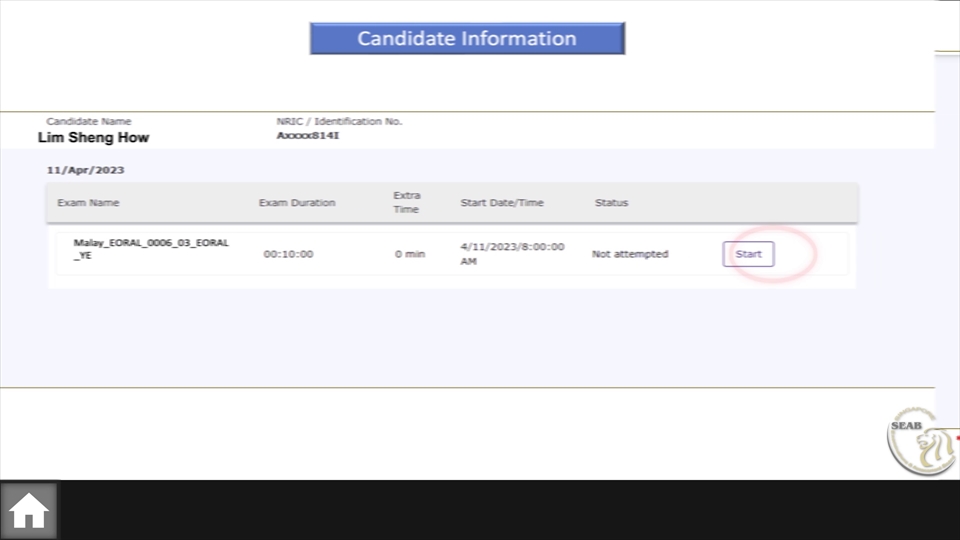 Candidate Information
Candidate Name
NRIC / Identification No.
Lim Sheng How
Axxxx814I
11/Apr/2023
Exam Name
Exam Duration
Extra
Time
Start Date/Time
Status
Malay_EORAL_0006_03_EORAL
_YE
00:10:00
0 min
4/11/2023/8:00:00
AM
Not attempted
Start
SEAB